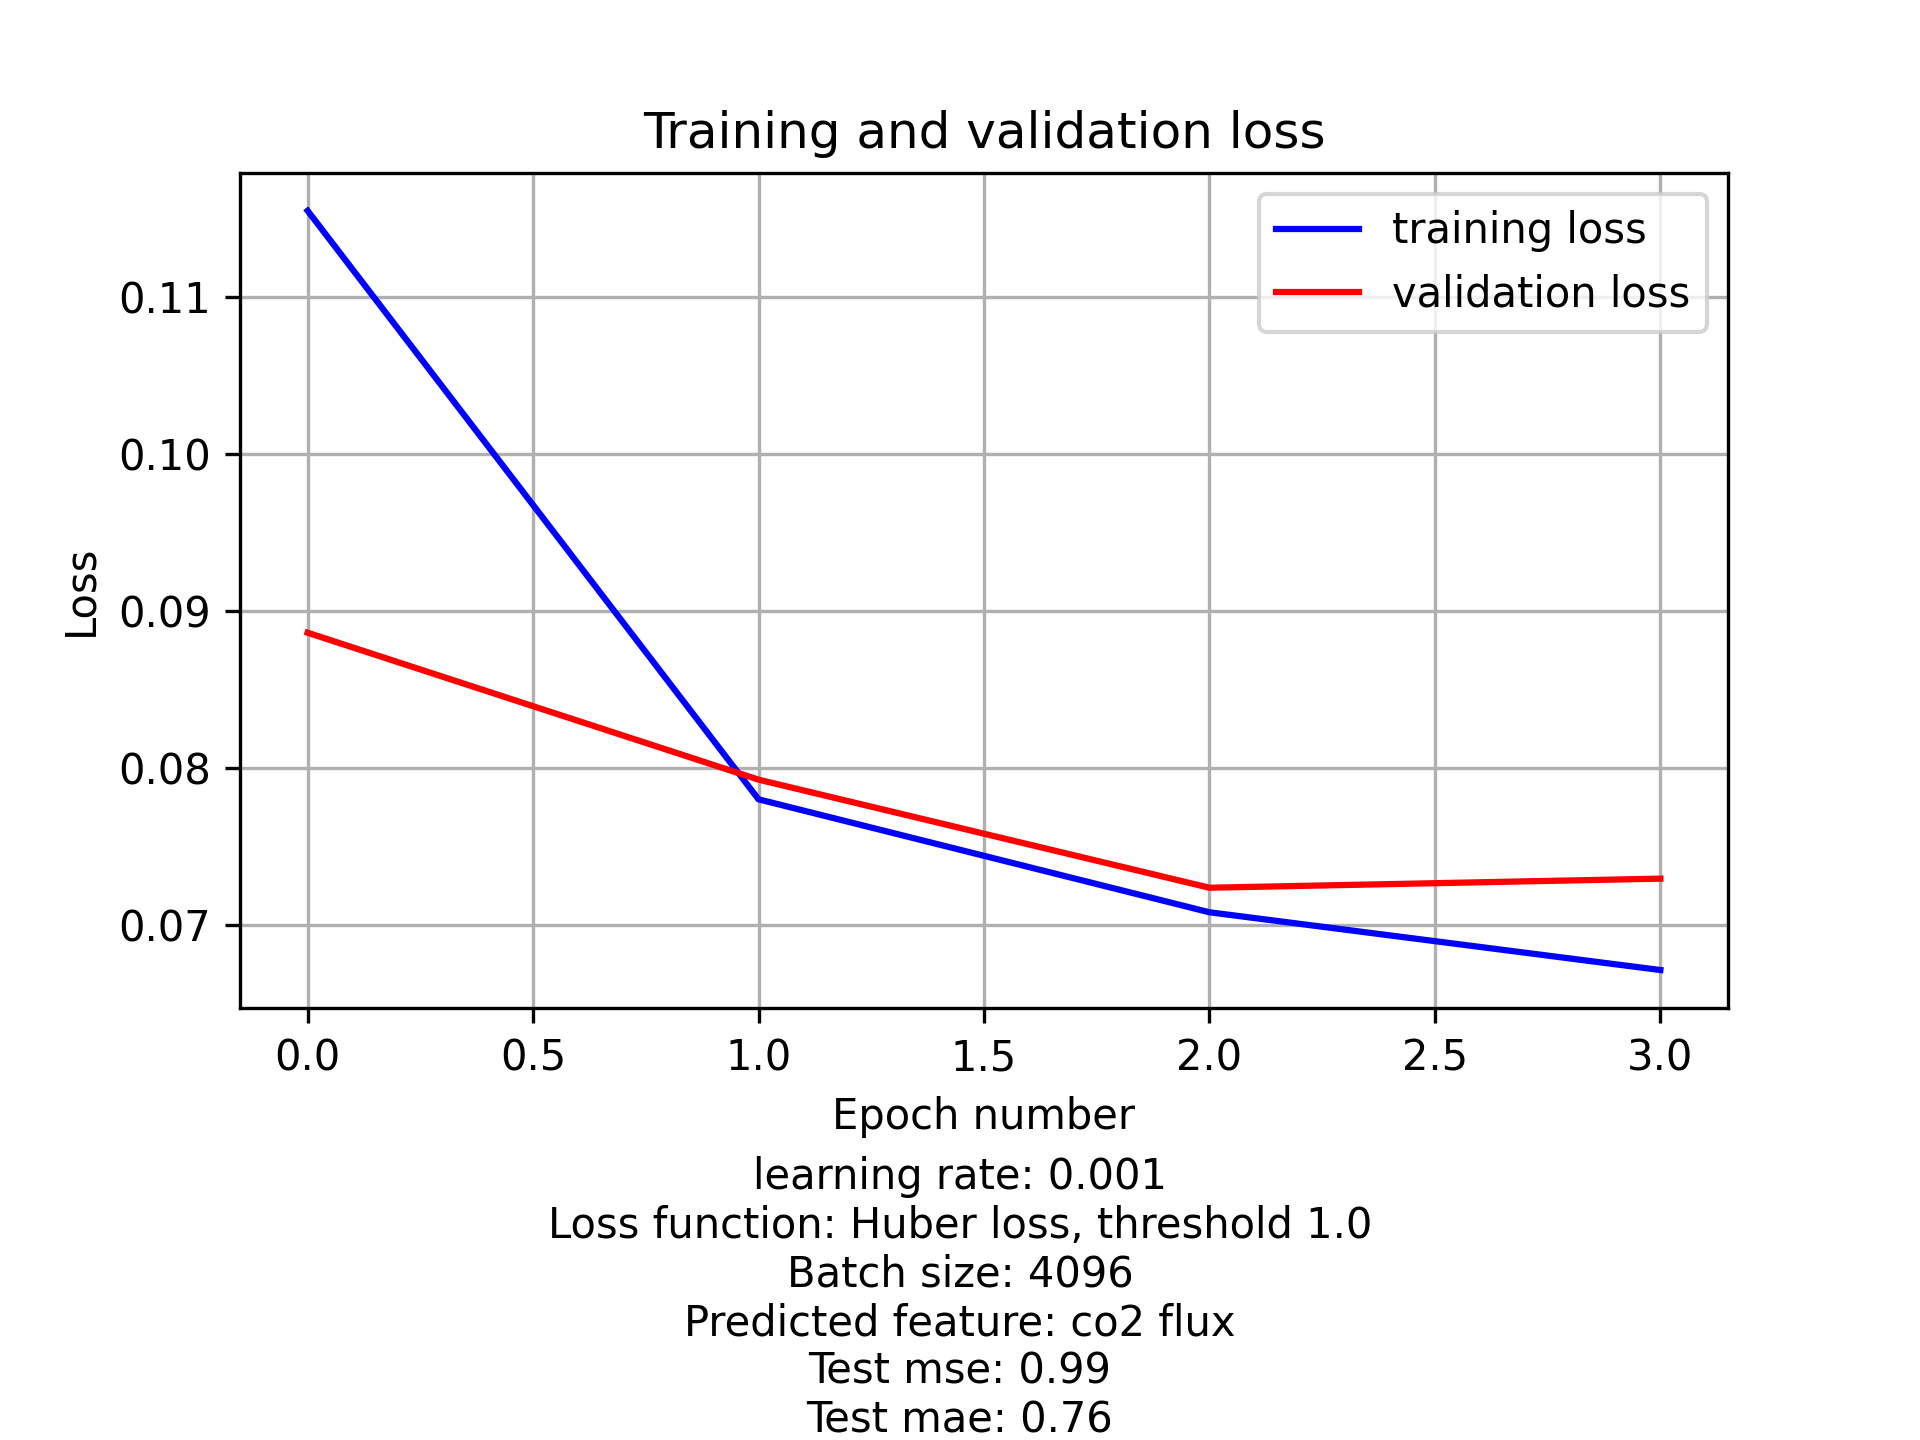 Training and validation loss
training loss
validation loss
0.11
0.10
0.09
0.08
0.07
Loss
0.0 0.5 1.0 1.5 2.0 2.5 3.0
Epoch number
learning rate: 0.001
Loss function: Huber loss, threshold 1.0
Batch size: 4096
Predicted feature: co2 flux
Test mse: 0.99
Test mae: 0.76